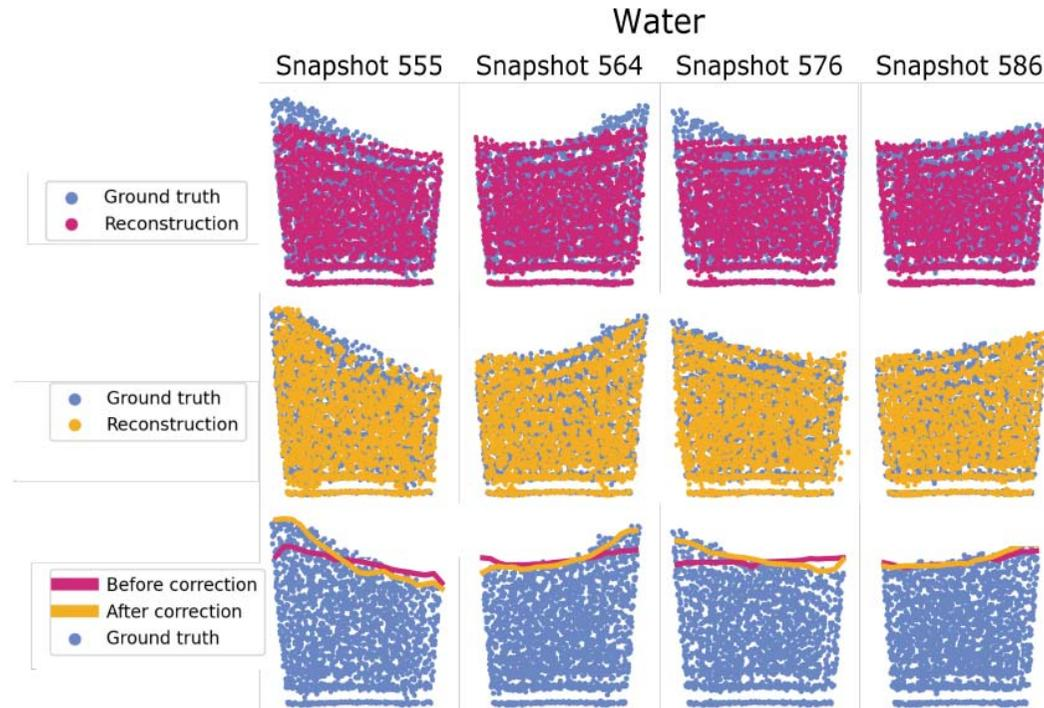 Water
Snapshot 555 Snapshot 564 Snapshot 576 Snapshot 586
Ground truth
Reconstruction
Ground truth
Reconstruction
Before correction
After correction
Ground truth